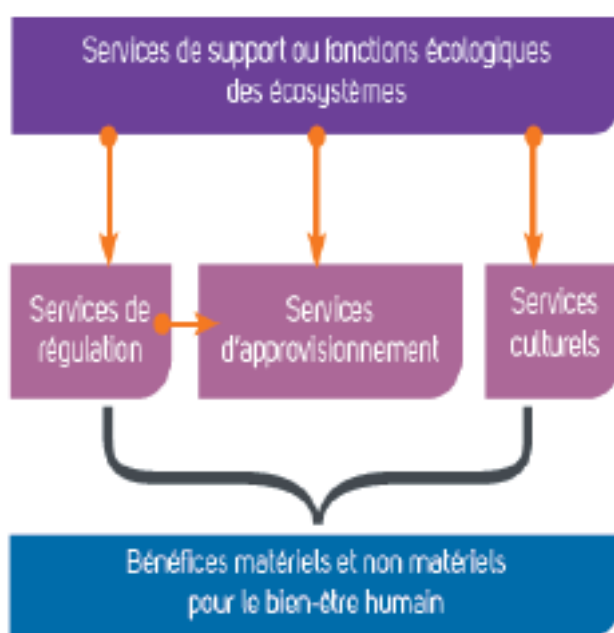 Services de support ou fonctions écologiques
des écosystèmes
Services de
régulation
Services
d'approvisionnement
Services
culturels
Bénéfices matériels et non matériels
pour le bien-être humain